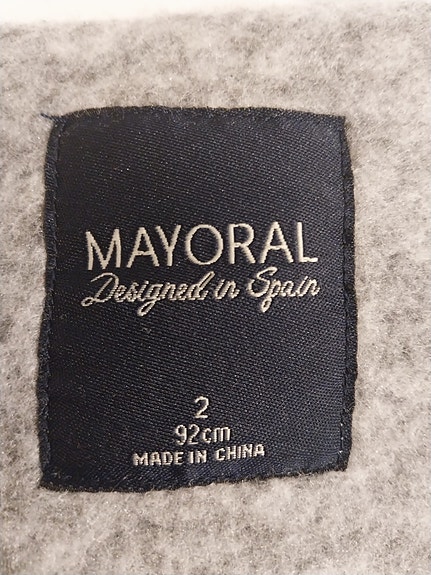 MAYORAL
Designed in Spain
2
92cm
MADE IN CHINA